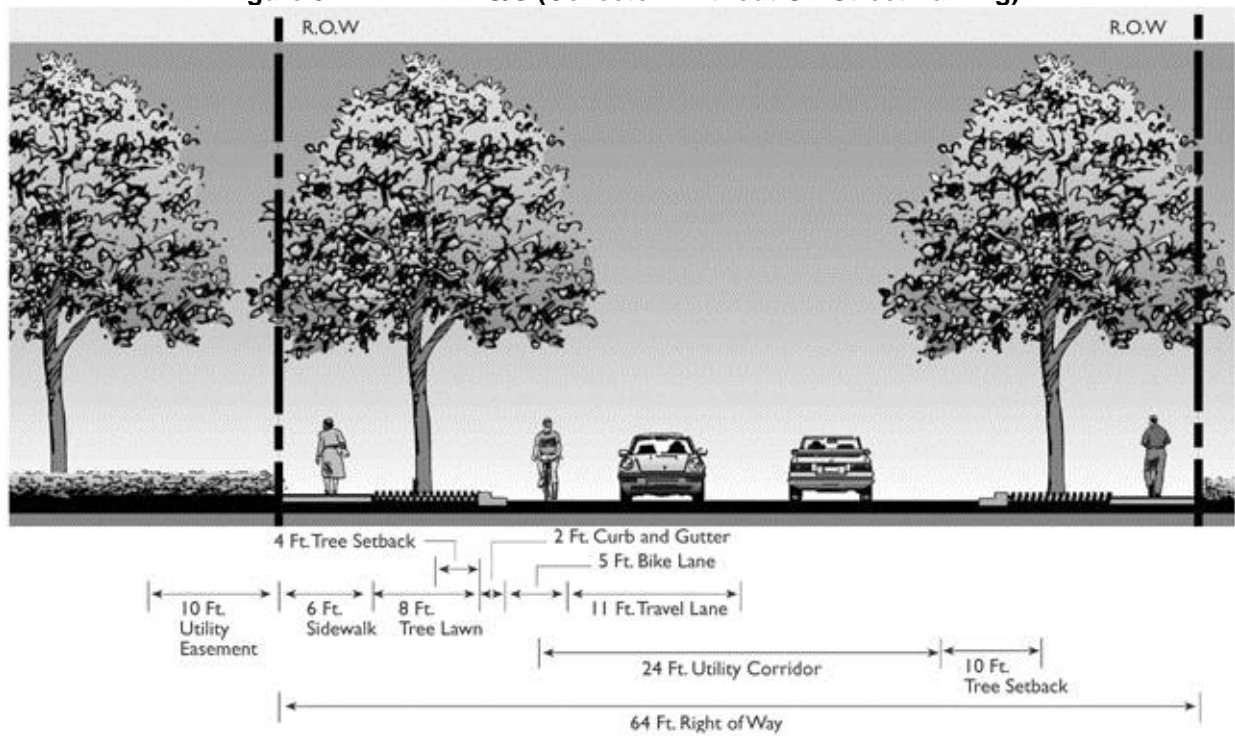 R.O.W
R.O.W
4 Ft. Tree Setback
2 Ft. Curb and Gutter
5 Ft. Bike Lane
10 Ft.
Utility
Easement
6 Ft.
Sidewalk
8 Ft.
Tree Lawn
11 Ft. Travel Lane
24 Ft. Utility Corridor
10 Ft.
Tree Setback
64 Ft. Right of Way